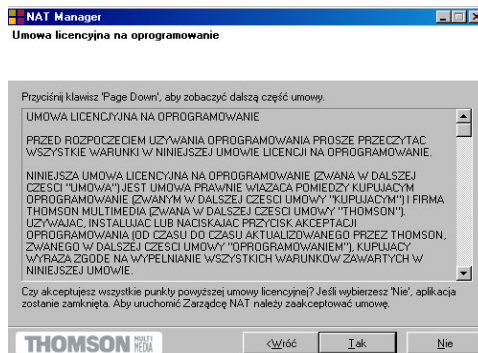 NAT Manager
Umowa licencyjna na oprogramowanie
Przyciśnij klawisz 'Page Down', aby zobaczyć dalszą część umowy.
UMOWA LICENCJYJNA NA OPROGRAMOWANIE
PRZED ROZPOCZECIEM UZYWANIA OPROGRAMOWANIA PROSZE PRZECZYTAC
WSZYSTKIE WARUNKI W NINIEJSZEJ UMOWIE LICENCJI NA OPROGRAMOWANIE.
NINIEJSZA UMOWA LICENCYJNA NA OPROGRAMOWANIE (ZWANA W DALSZEJ
CZESCI "UMOWA") JEST UMOWA PRAWNIE WIAZACA POMIEDZY KUPUJACYM
OPROGRAMOWANIE (ZWANYM W DALSZEJ CZESCI UMOWY "KUPUJACYM") I FIRMA
THOMSON MULTIMEDIA (ZWANA W DALSZEJ CZESCI UMOWY "THOMSON").
UZYWAJAC, INSTALUJAC LUB NACISKAJAC PRZYCISK AKCEPTACJI
OPROGRAMOWANIA (OD CZASU DO CZASU AKTUALIZOWANEGO PRZEZ THOMSON,
ZWANEGO W DALSZEJ CZESCI UMOWY "OPROGRAMOWANIEM"), KUPUJACY
WYRAZA ZGODE NA WYPELNIANIE WSZYSTKICH WARUNKOW ZAWARTYCH W
NINIEJSZEJ UMOWIE.
Czy akceptujesz wszystkie punkty powyższej umowy licencyjnej? Jeśli wybierzesz 'Nie', aplikacja
zostanie zamknięta. Aby uruchomić Zarządcę NAT należy zaakceptować umowę.
THOMSON MULTI MEDIA
<Wróć Tak Nie